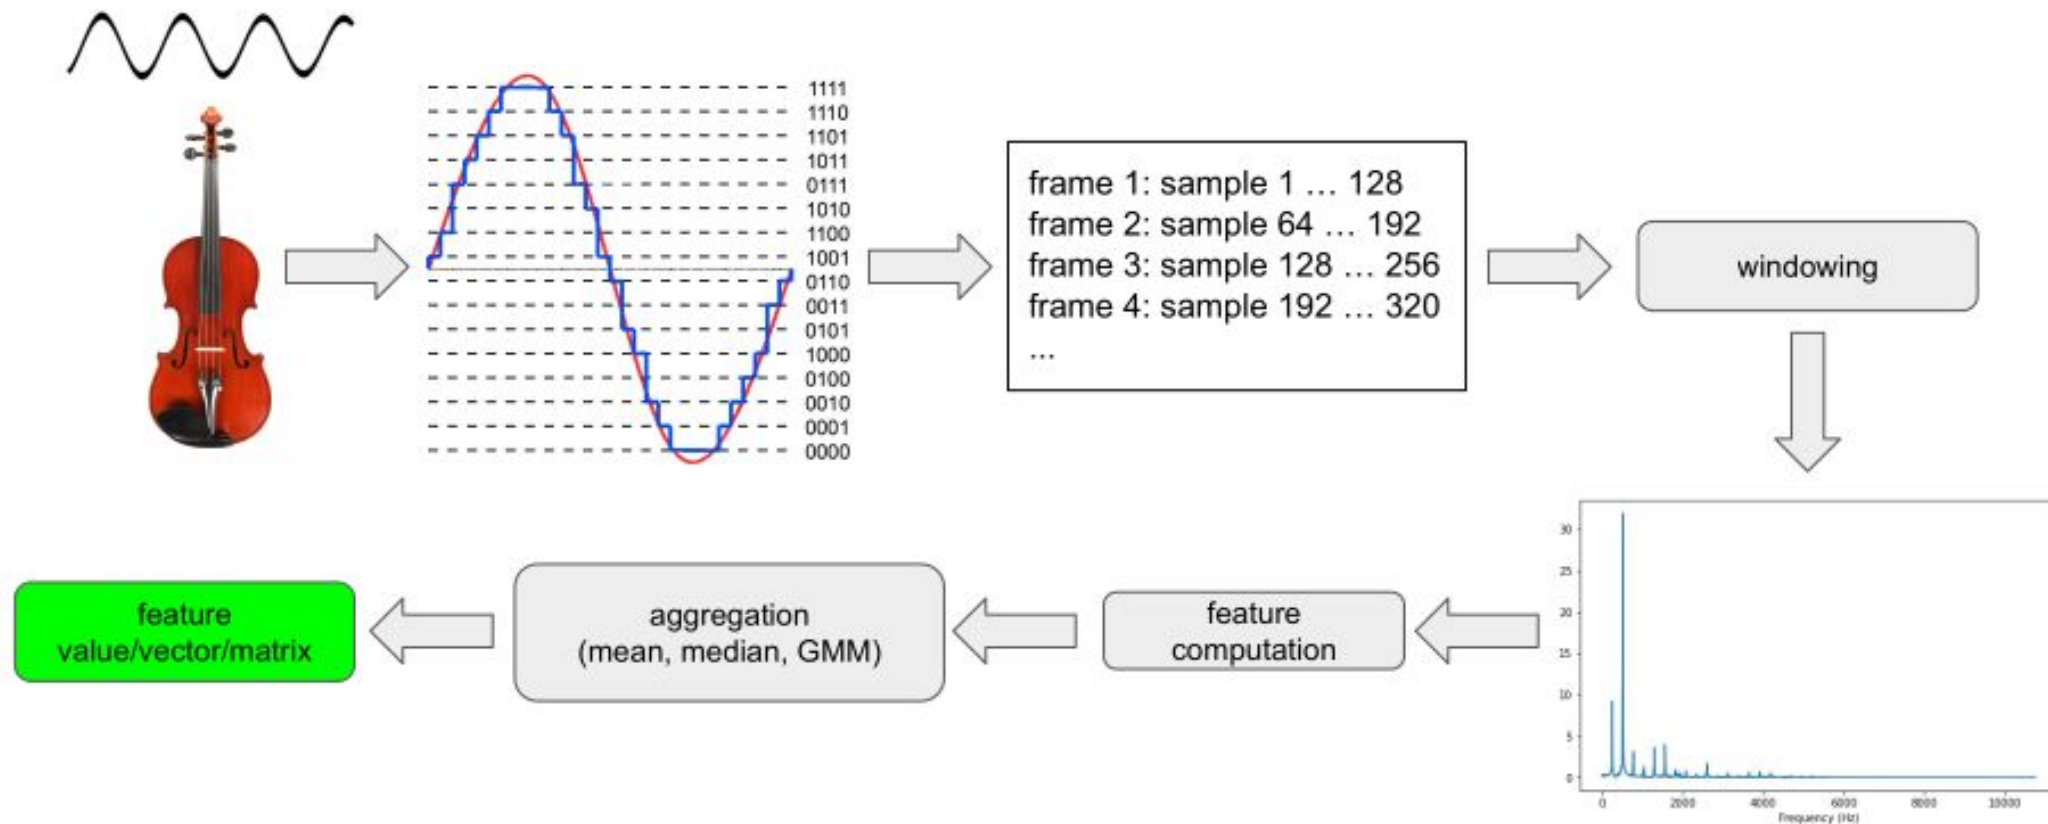 1111
1110
1101
1011
0111
1010
1100
1001
0110
0011
0101
1000
0100
0010
0001
0000
frame 1: sample 1 … 128
frame 2: sample 64 … 192
frame 3: sample 128 … 256
frame 4: sample 192 … 320
...
windowing
30
25
20
15
10
5
0
0 2000 4000 6000 8000 10000
Frequency (Hz)
feature
computation
aggregation
(mean, median, GMM)
feature
value/vector/matrix